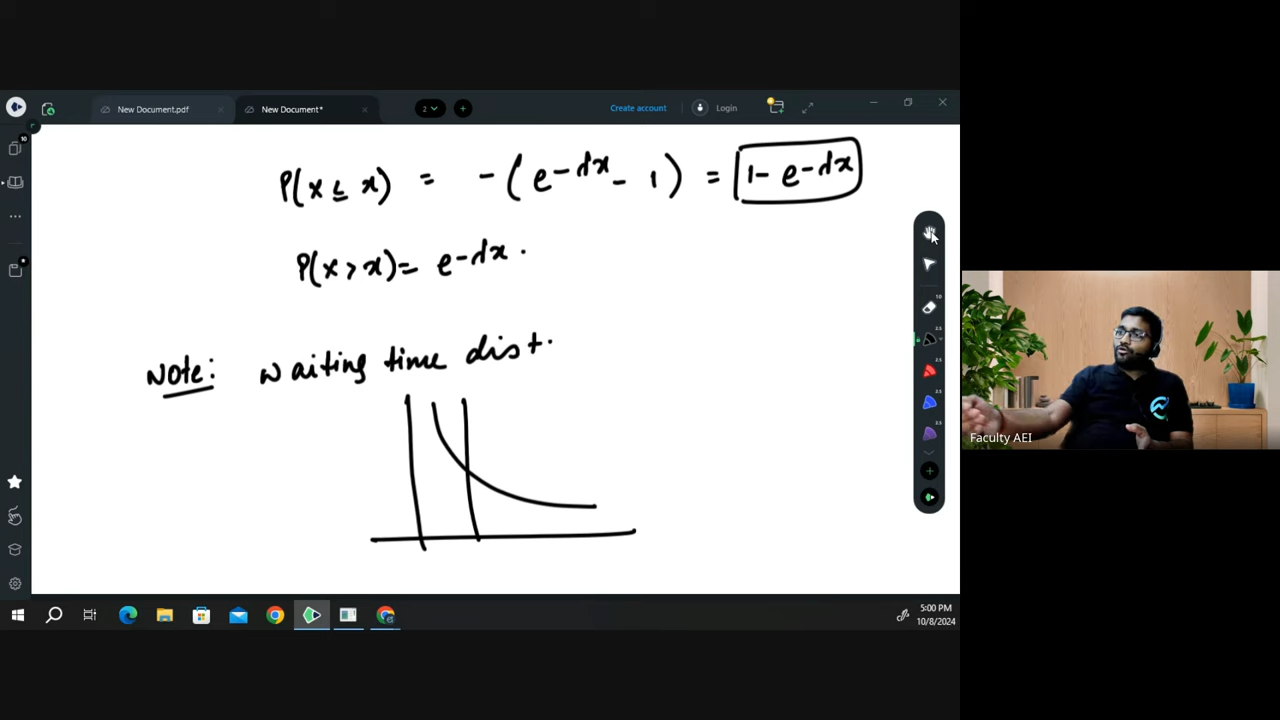 New Document.pdf
New Document*
2
Create account
Login
P(x ≤ x) = -(e-λx - 1) = 1- e-λx
P(x > x) = e-λx.
Note: waiting time dist.
Faculty AEI
5:00 PM
10/8/2024